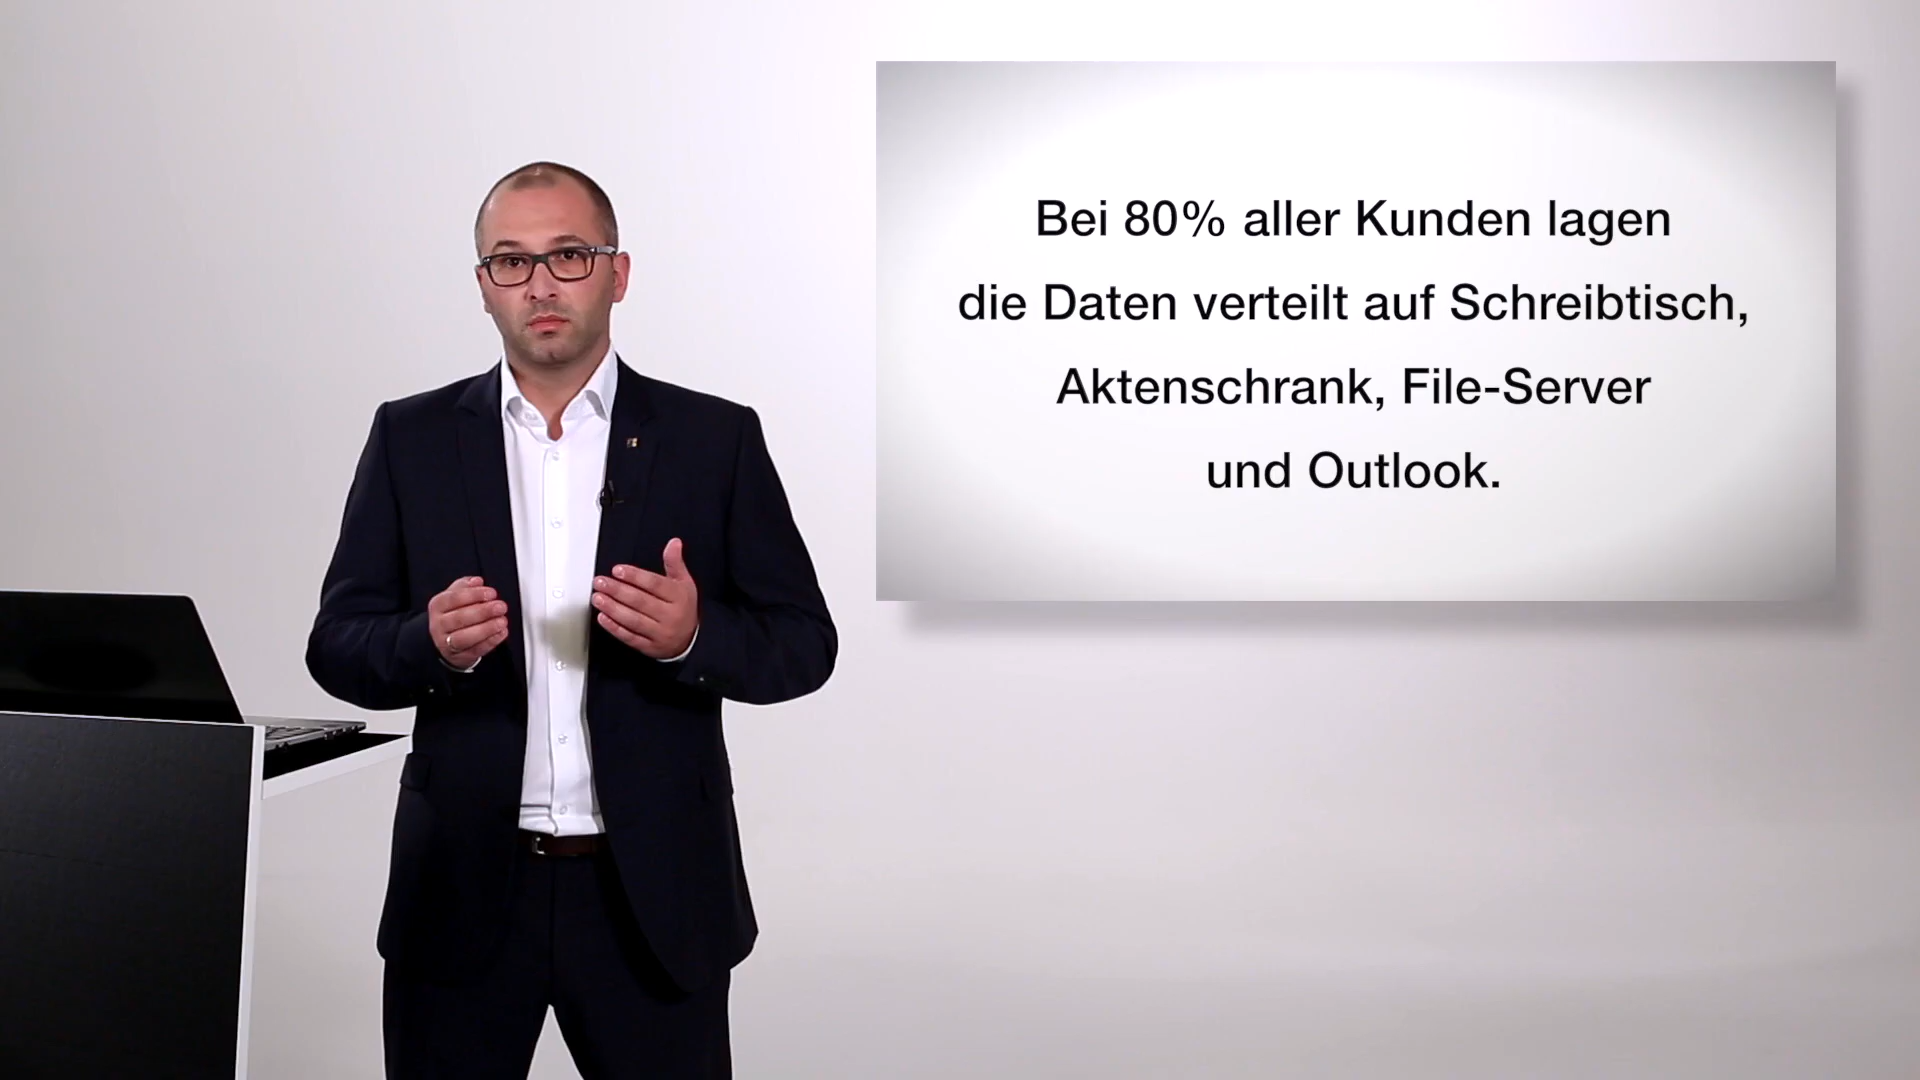 Bei 80% aller Kunden lagen
die Daten verteilt auf Schreibtisch,
Aktenschrank, File-Server
und Outlook.